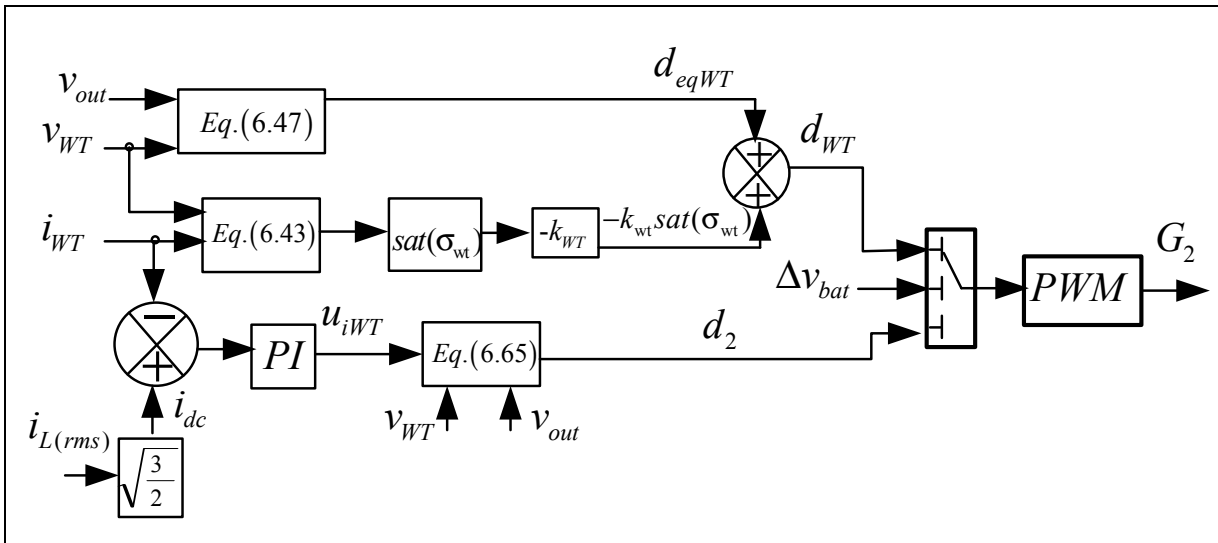 v_out
d_eqWT
Eq.(6.47)
v_WT
d_WT
+
+
i_WT
Eq.(6.43)
sat(σ_wt)
-k_WT
−k_wt sat(σ_wt)
G_2
Δv_bat
PWM
−
+
PI
u_iWT
Eq.(6.65)
d_2
i_dc
v_WT
v_out
i_L(rms)
√(3/2)